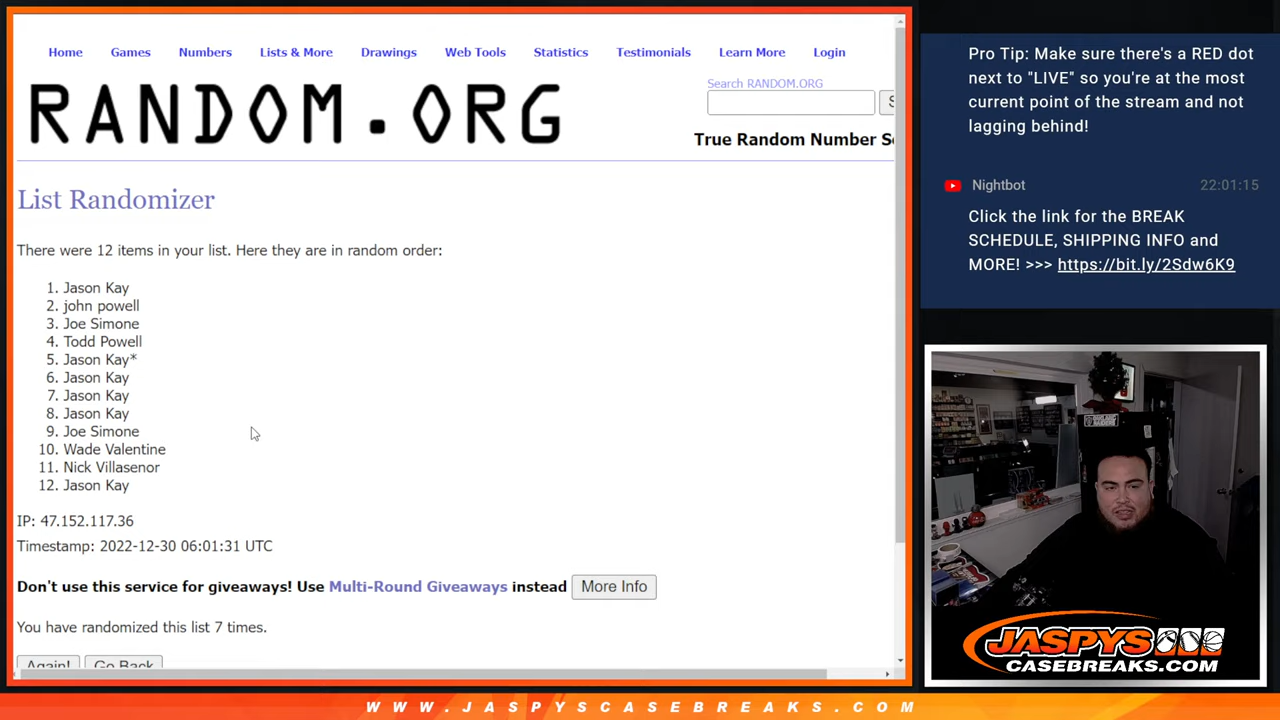 Home Games Numbers Lists & More Drawings Web Tools Statistics Testimonials Learn More Login
RANDOM.ORG
Search RANDOM.ORG
True Random Number Se
List Randomizer
There were 12 items in your list. Here they are in random order:
1. Jason Kay
2. john powell
3. Joe Simone
4. Todd Powell
5. Jason Kay*
6. Jason Kay
7. Jason Kay
8. Jason Kay
9. Joe Simone
10. Wade Valentine
11. Nick Villasenor
12. Jason Kay
IP: 47.152.117.36
Timestamp: 2022-12-30 06:01:31 UTC
Don't use this service for giveaways! Use Multi-Round Giveaways instead More Info
You have randomized this list 7 times.
Again! Go Back
Pro Tip: Make sure there's a RED dot
next to "LIVE" so you're at the most
current point of the stream and not
lagging behind!
Nightbot 22:01:15
Click the link for the BREAK
SCHEDULE, SHIPPING INFO and
MORE! >>> https://bit.ly/2Sdw6K9
JASPYS
CASEBREAKS.COM
WWW.JASPYSCASEBREAKS.COM